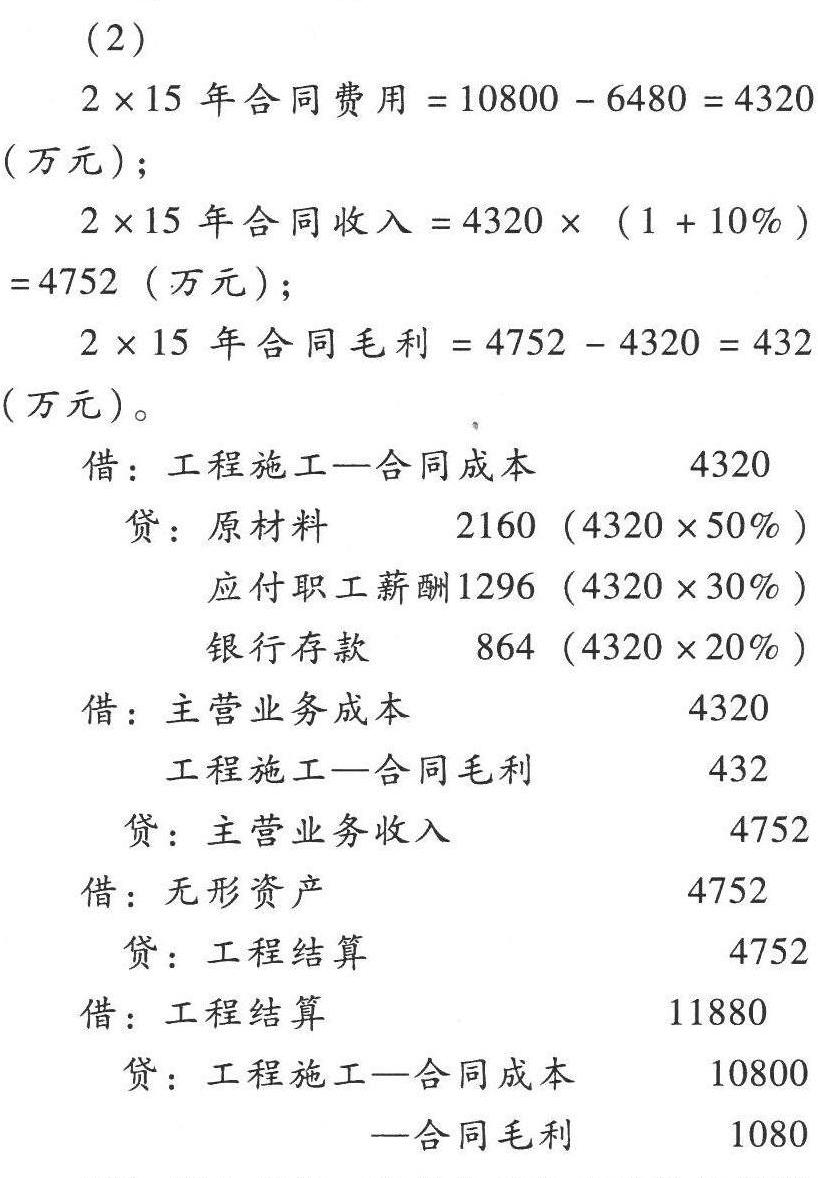 (2)
2×15 年合同费用 = 10800 - 6480 = 4320
(万元);
2×15 年合同收入 = 4320 × (1 + 10%)
= 4752 (万元);
2 × 15 年合同毛利 = 4752 - 4320 = 432
(万元)。
借：工程施工—合同成本 4320
贷：原材料 2160 (4320×50%)
应付职工薪酬1296 (4320×30%)
银行存款 864 (4320×20%)
借：主营业务成本 4320
工程施工—合同毛利 432
贷：主营业务收入 4752
借：无形资产 4752
贷：工程结算 4752
借：工程结算 11880
贷：工程施工—合同成本 10800
—合同毛利 1080